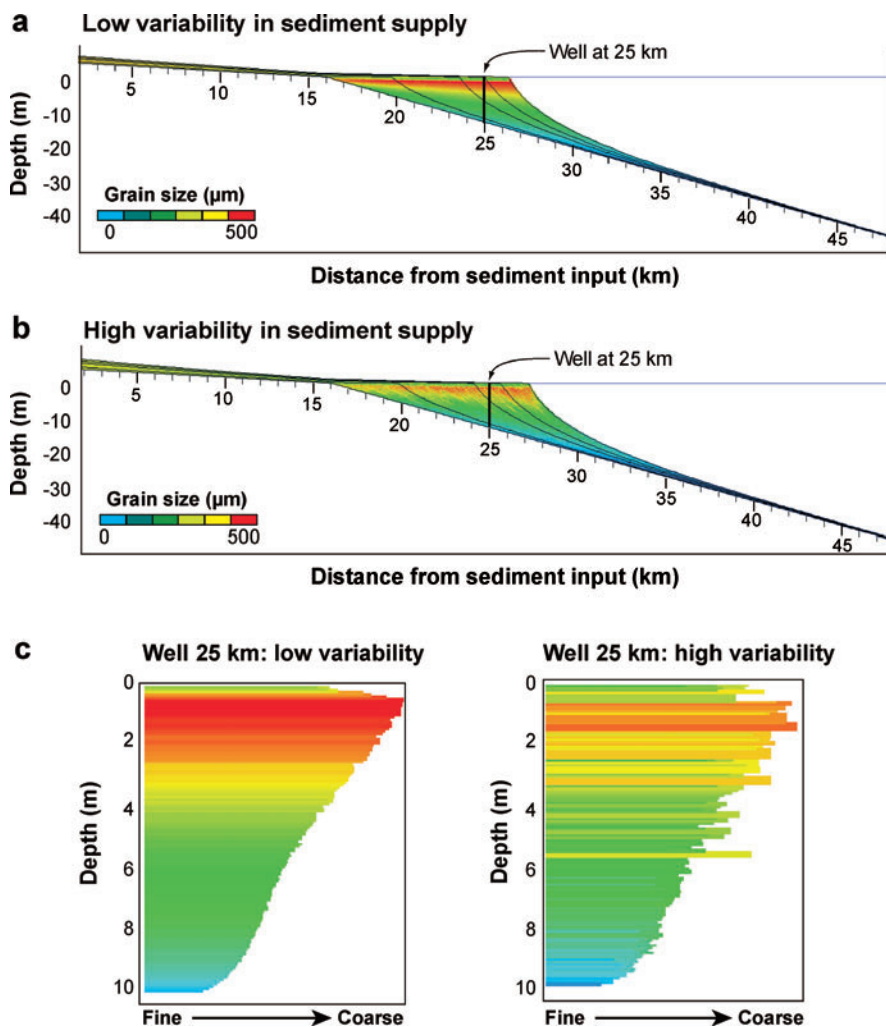 a
Low variability in sediment supply
Well at 25 km
0
-10
-20
-30
-40
Depth (m)
5
10
15
20
25
30
35
40
45
Grain size (µm)
0
500
Distance from sediment input (km)
b
High variability in sediment supply
Well at 25 km
0
-10
-20
-30
-40
Depth (m)
5
10
15
20
25
30
35
40
45
Grain size (µm)
0
500
Distance from sediment input (km)
c
Well 25 km: low variability
0
2
4
6
8
10
Depth (m)
Fine
Coarse
Well 25 km: high variability
0
2
4
6
8
10
Depth (m)
Fine
Coarse